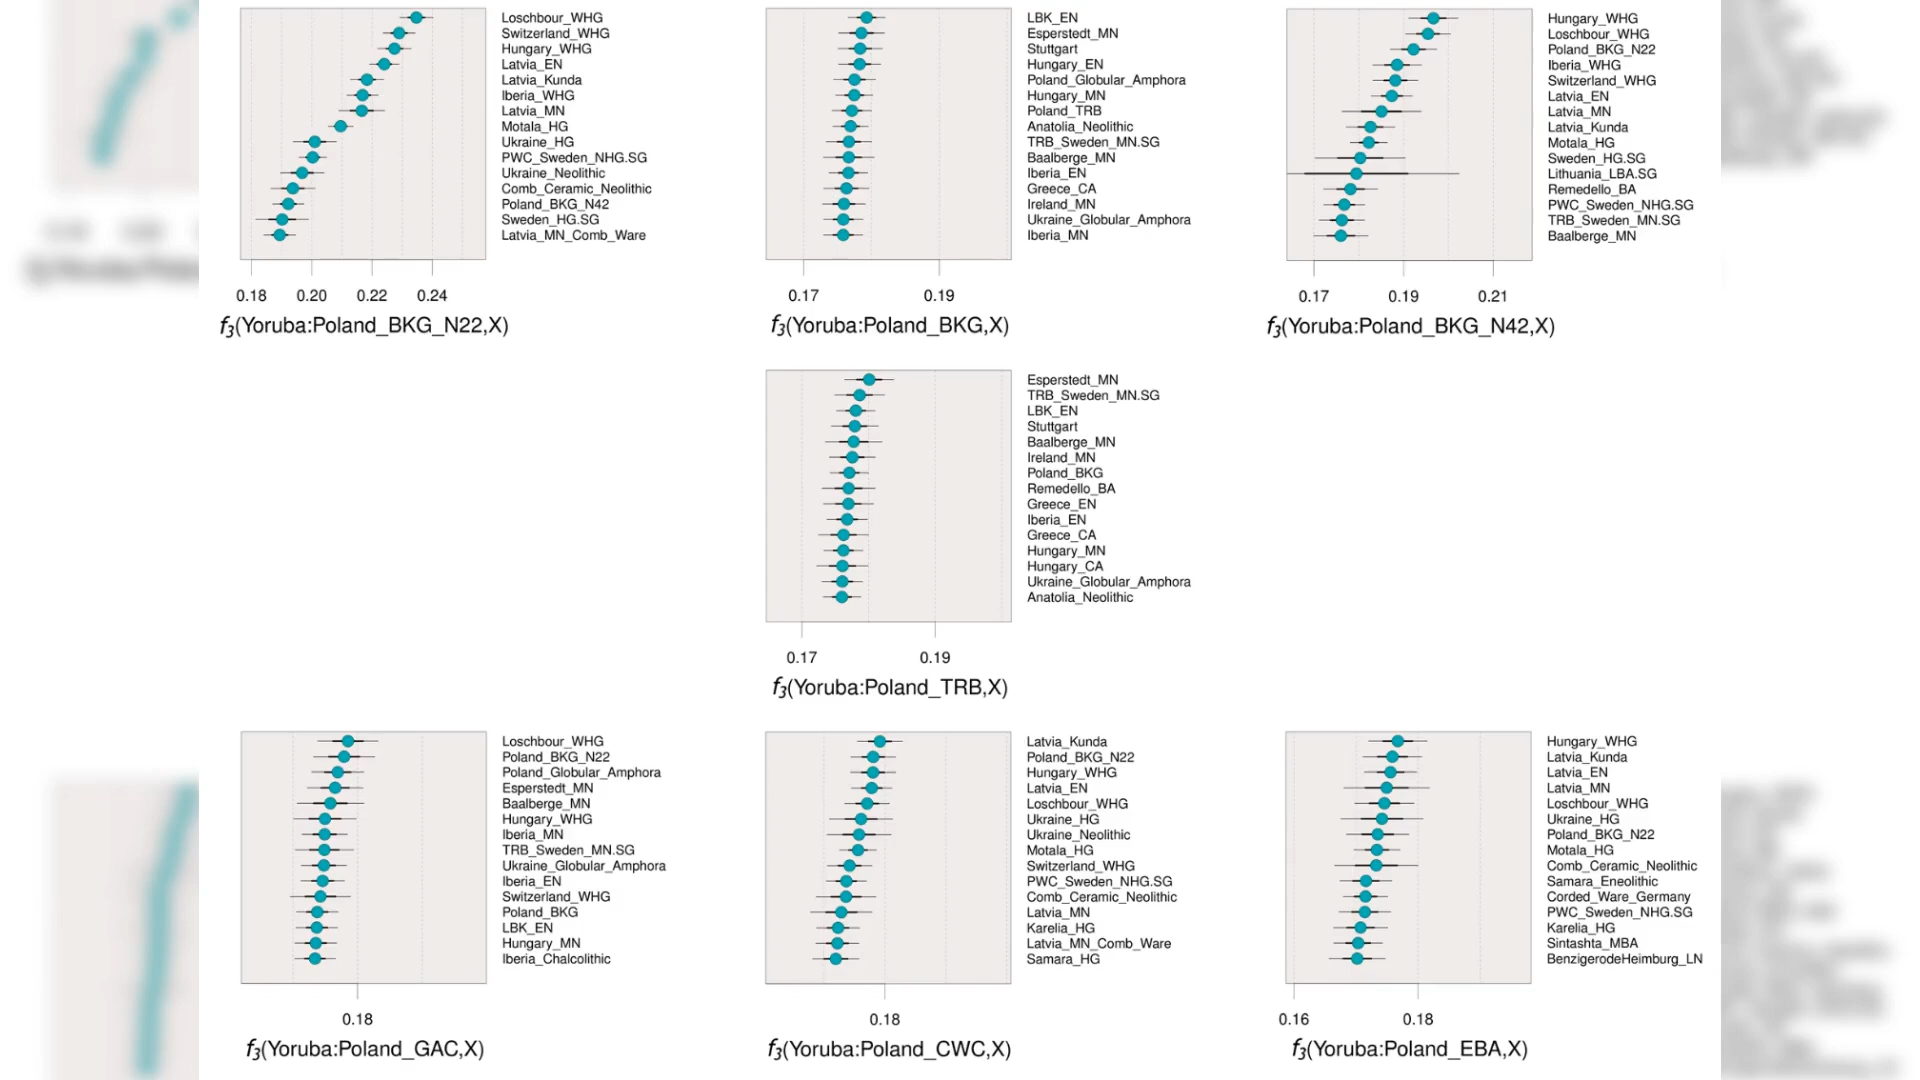 Loschbour_WHG
Switzerland_WHG
Hungary_WHG
Latvia_EN
Latvia_Kunda
Iberia_WHG
Latvia_MN
Motala_HG
Ukraine_HG
PWC_Sweden_NHG.SG
Ukraine_Neolithic
Comb_Ceramic_Neolithic
Poland_BKG_N42
Sweden_HG.SG
Latvia_MN_Comb_Ware
0.18 0.20 0.22 0.24
f3(Yoruba:Poland_BKG_N22,X)
LBK_EN
Esperstedt_MN
Stuttgart
Hungary_EN
Poland_Globular_Amphora
Hungary_MN
Poland_TRB
Anatolia_Neolithic
TRB_Sweden_MN.SG
Baalberge_MN
Iberia_EN
Greece_CA
Ireland_MN
Ukraine_Globular_Amphora
Iberia_MN
0.17 0.19
f3(Yoruba:Poland_BKG,X)
Hungary_WHG
Loschbour_WHG
Poland_BKG_N22
Iberia_WHG
Switzerland_WHG
Latvia_EN
Latvia_MN
Latvia_Kunda
Motala_HG
Sweden_HG.SG
Lithuania_LBA.SG
Remedello_BA
PWC_Sweden_NHG.SG
TRB_Sweden_MN.SG
Baalberge_MN
0.17 0.19 0.21
f3(Yoruba:Poland_BKG_N42,X)
Esperstedt_MN
TRB_Sweden_MN.SG
LBK_EN
Stuttgart
Baalberge_MN
Ireland_MN
Poland_BKG
Remedello_BA
Greece_EN
Iberia_EN
Greece_CA
Hungary_MN
Hungary_CA
Ukraine_Globular_Amphora
Anatolia_Neolithic
0.17 0.19
f3(Yoruba:Poland_TRB,X)
Loschbour_WHG
Poland_BKG_N22
Poland_Globular_Amphora
Esperstedt_MN
Baalberge_MN
Hungary_WHG
Iberia_MN
TRB_Sweden_MN.SG
Ukraine_Globular_Amphora
Iberia_EN
Switzerland_WHG
Poland_BKG
LBK_EN
Hungary_MN
Iberia_Chalcolithic
0.18
f3(Yoruba:Poland_GAC,X)
Latvia_Kunda
Poland_BKG_N22
Hungary_WHG
Latvia_EN
Loschbour_WHG
Ukraine_HG
Ukraine_Neolithic
Motala_HG
Switzerland_WHG
PWC_Sweden_NHG.SG
Comb_Ceramic_Neolithic
Latvia_MN
Karelia_HG
Latvia_MN_Comb_Ware
Samara_HG
0.18
f3(Yoruba:Poland_CWC,X)
Hungary_WHG
Latvia_Kunda
Latvia_EN
Latvia_MN
Loschbour_WHG
Ukraine_HG
Poland_BKG_N22
Motala_HG
Comb_Ceramic_Neolithic
Samara_Eneolithic
Corded_Ware_Germany
PWC_Sweden_NHG.SG
Karelia_HG
Sintashta_MBA
BenzigerodeHeimburg_LN
0.16 0.18
f3(Yoruba:Poland_EBA,X)